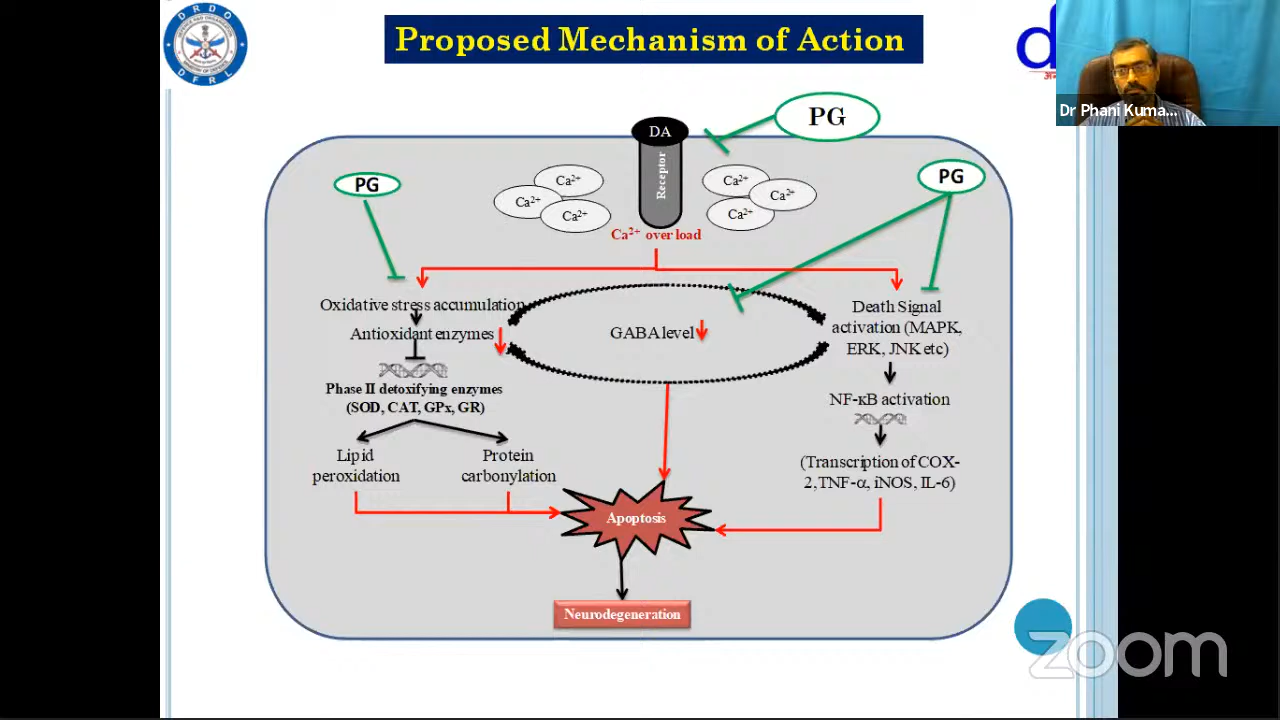 Proposed Mechanism of Action
DRDO
DFRL
Dr Phani Kuma...
PG
DA
Receptor
PG
PG
Ca²⁺
Ca²⁺
Ca²⁺
Ca²⁺
Ca²⁺
Ca²⁺
Ca²⁺ over load
Oxidative stress accumulation
Antioxidant enzymes
Phase II detoxifying enzymes
(SOD, CAT, GPx, GR)
Lipid
peroxidation
Protein
carbonylation
GABA level
Death Signal
activation (MAPK,
ERK, JNK etc)
NF-κB activation
(Transcription of COX-
2,TNF-α, iNOS, IL-6)
Apoptosis
Neurodegeneration
zoom